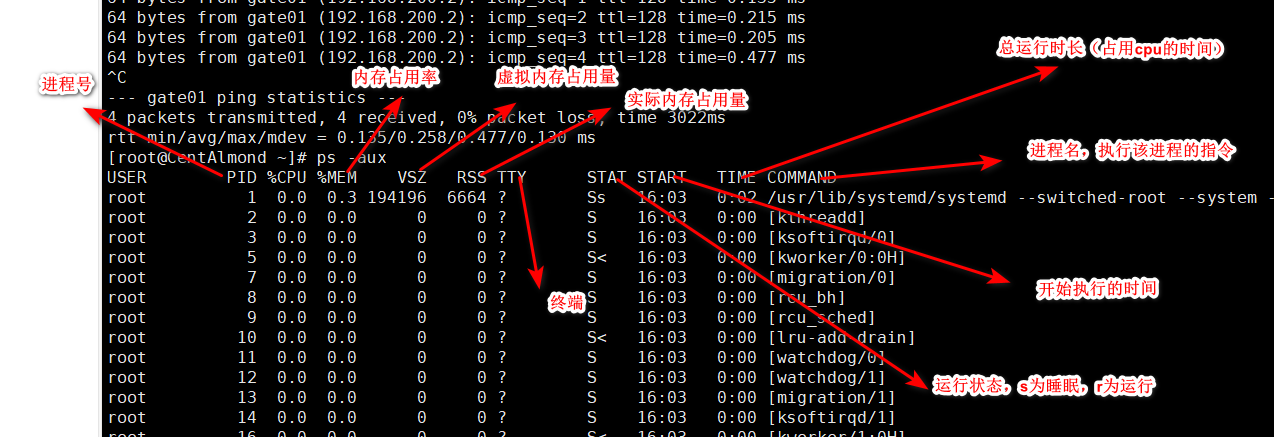 64 bytes from gate01 (192.168.200.2): icmp_seq=2 ttl=128 time=0.215 ms
64 bytes from gate01 (192.168.200.2): icmp_seq=3 ttl=128 time=0.205 ms
64 bytes from gate01 (192.168.200.2): icmp_seq=4 ttl=128 time=0.477 ms
总运行时长（占用cpu的时间）
^C
进程号
内存占用率
虚拟内存占用量
实际内存占用量
--- gate01 ping statistics ---
4 packets transmitted, 4 received, 0% packet loss, time 3022ms
rtt min/avg/max/mdev = 0.135/0.258/0.477/0.130 ms
进程名，执行该进程的指令
[root@CentAlmond ~]# ps -aux
USER PID %CPU %MEM VSZ RSS TTY STAT START TIME COMMAND
root 1 0.0 0.3 194196 6664 ? Ss 16:03 0:02 /usr/lib/systemd/systemd --switched-root --system -
root 2 0.0 0.0 0 0 ? S 16:03 0:00 [kthreadd]
root 3 0.0 0.0 0 0 ? S 16:03 0:00 [ksoftirqd/0]
root 5 0.0 0.0 0 0 ? S< 16:03 0:00 [kworker/0:0H]
root 7 0.0 0.0 0 0 ? S 16:03 0:00 [migration/0]
开始执行的时间
root 8 0.0 0.0 0 0 ? S 16:03 0:00 [rcu_bh]
终端
root 9 0.0 0.0 0 0 ? S 16:03 0:00 [rcu_sched]
root 10 0.0 0.0 0 0 ? S< 16:03 0:00 [lru-add-drain]
root 11 0.0 0.0 0 0 ? S 16:03 0:00 [watchdog/0]
root 12 0.0 0.0 0 0 ? S 16:03 0:00 [watchdog/1]
运行状态，s为睡眠，r为运行
root 13 0.0 0.0 0 0 ? S 16:03 0:00 [migration/1]
root 14 0.0 0.0 0 0 ? S 16:03 0:00 [ksoftirqd/1]
root 16 0.0 0.0 0 0 ? S< 16:03 0:00 [kworker/1:0H]